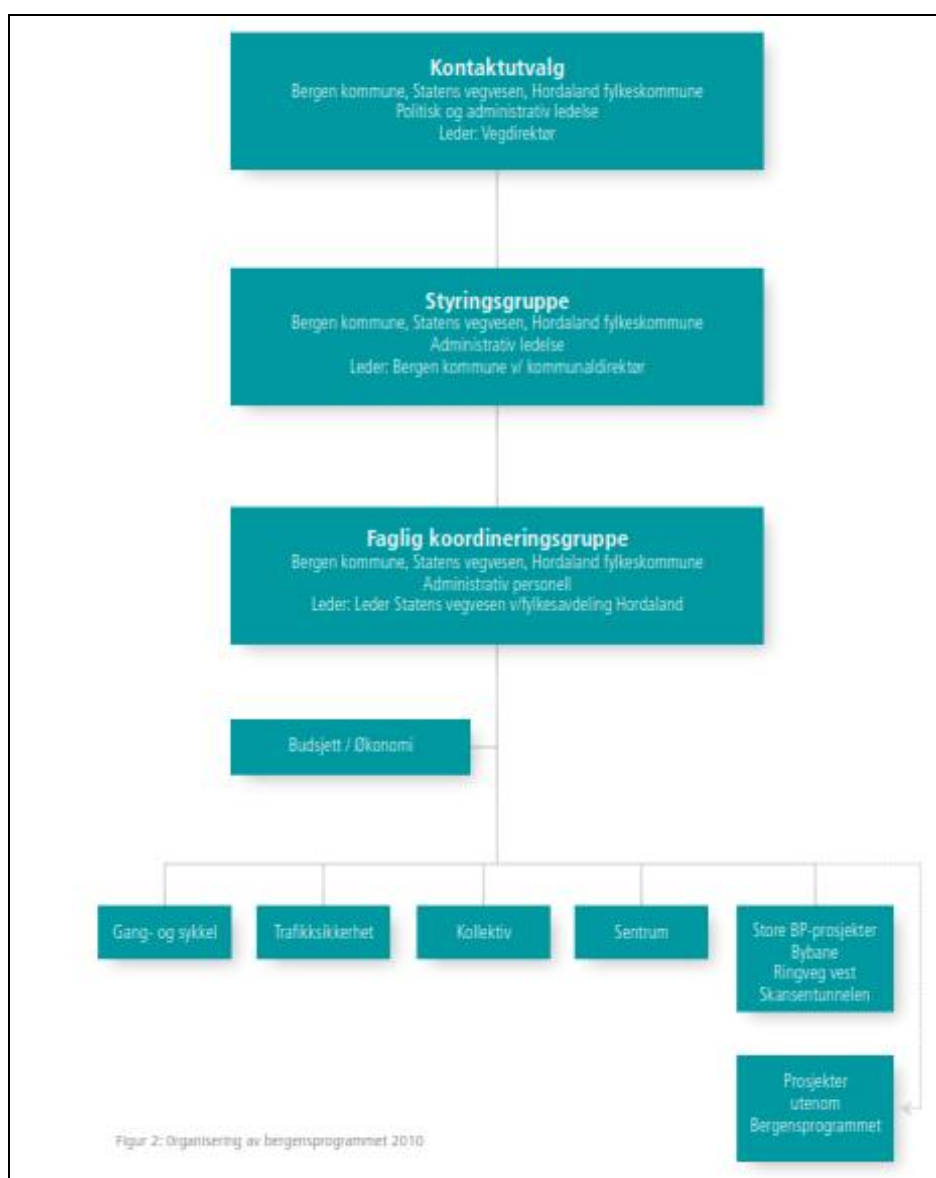 Kontaktutvalg
Bergen kommune, Statens vegvesen, Hordaland fylkeskommune
Politisk og administrativ ledelse
Leder: Vegdirektør
Styringsgruppe
Bergen kommune, Statens vegvesen, Hordaland fylkeskommune
Administrativ ledelse
Leder: Bergen kommune v/ kommunaldirektør
Faglig koordineringsgruppe
Bergen kommune, Statens vegvesen, Hordaland fylkeskommune
Administrativ personell
Leder: Leder Statens vegvesen v/fylkesavdeling Hordaland
Budsjett / Økonomi
Gang- og sykkel
Trafikksikkerhet
Kollektiv
Sentrum
Store BP-prosjekter
Bybane
Ringveg vest
Skansentunnelen
Prosjekter
utenom
Bergensprogrammet
Figur 2: Organisering av bergensprogrammet 2010